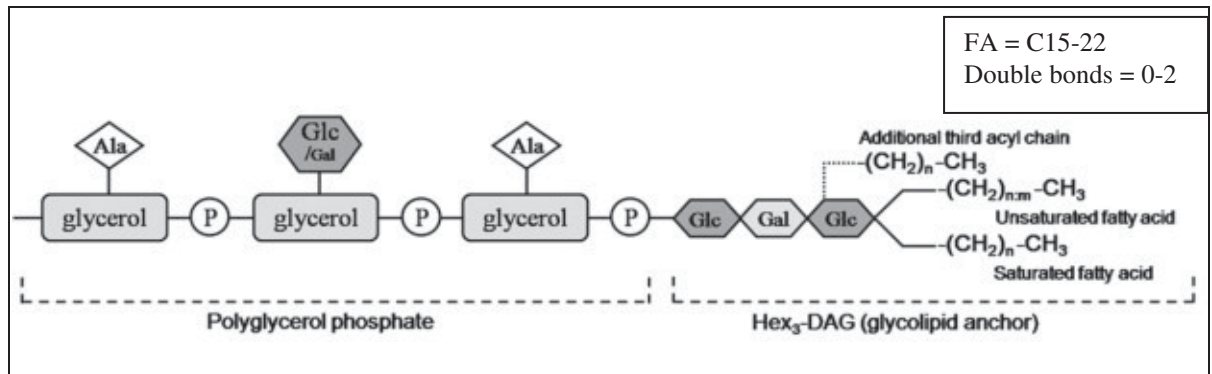 FA = C15-22
Double bonds = 0-2
Ala
Glc
/Gal
Ala
Additional third acyl chain
(CH₂)ₙ-CH₃
glycerol
P
glycerol
P
glycerol
P
Glc
Gal
Glc
(CH₂)ₙ:ₘ-CH₃
Unsaturated fatty acid
(CH₂)ₙ-CH₃
Saturated fatty acid
Polyglycerol phosphate
Hex₃-DAG (glycolipid anchor)